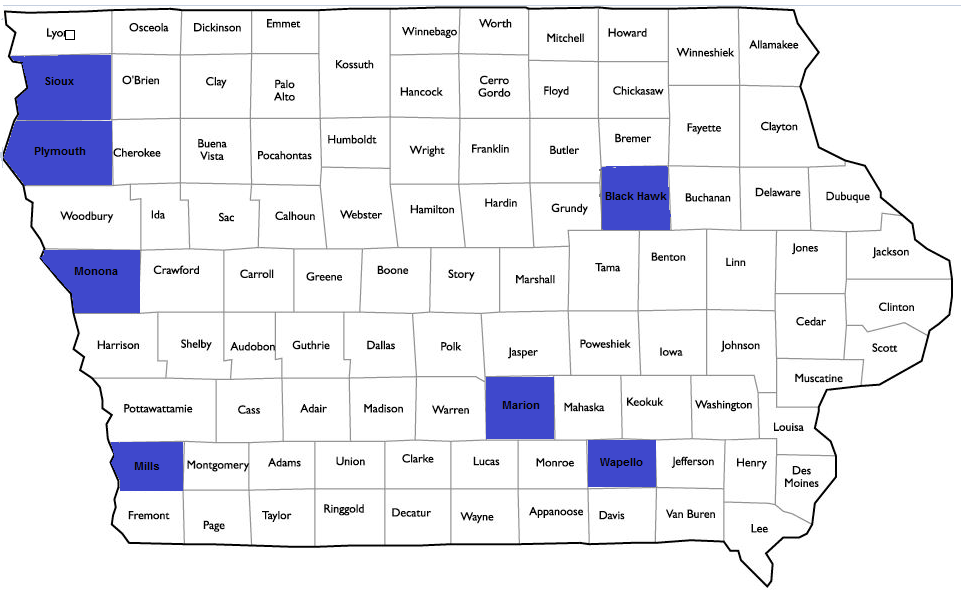 Lyon
Osceola
Dickinson
Emmet
Kossuth
Winnebago
Worth
Mitchell
Howard
Winneshiek
Allamakee
Sioux
O'Brien
Clay
Palo
Alto
Hancock
Cerro
Gordo
Floyd
Chickasaw
Plymouth
Cherokee
Buena
Vista
Pocahontas
Humboldt
Wright
Franklin
Butler
Bremer
Fayette
Clayton
Woodbury
Ida
Sac
Calhoun
Webster
Hamilton
Hardin
Grundy
Black Hawk
Buchanan
Delaware
Dubuque
Monona
Crawford
Carroll
Greene
Boone
Story
Marshall
Tama
Benton
Linn
Jones
Jackson
Clinton
Cedar
Harrison
Shelby
Audobon
Guthrie
Dallas
Polk
Jasper
Poweshiek
Iowa
Johnson
Scott
Muscatine
Pottawattamie
Cass
Adair
Madison
Warren
Marion
Mahaska
Keokuk
Washington
Louisa
Mills
Montgomery
Adams
Union
Clarke
Lucas
Monroe
Wapello
Jefferson
Henry
Des
Moines
Fremont
Page
Taylor
Ringgold
Decatur
Wayne
Appanoose
Davis
Van Buren
Lee